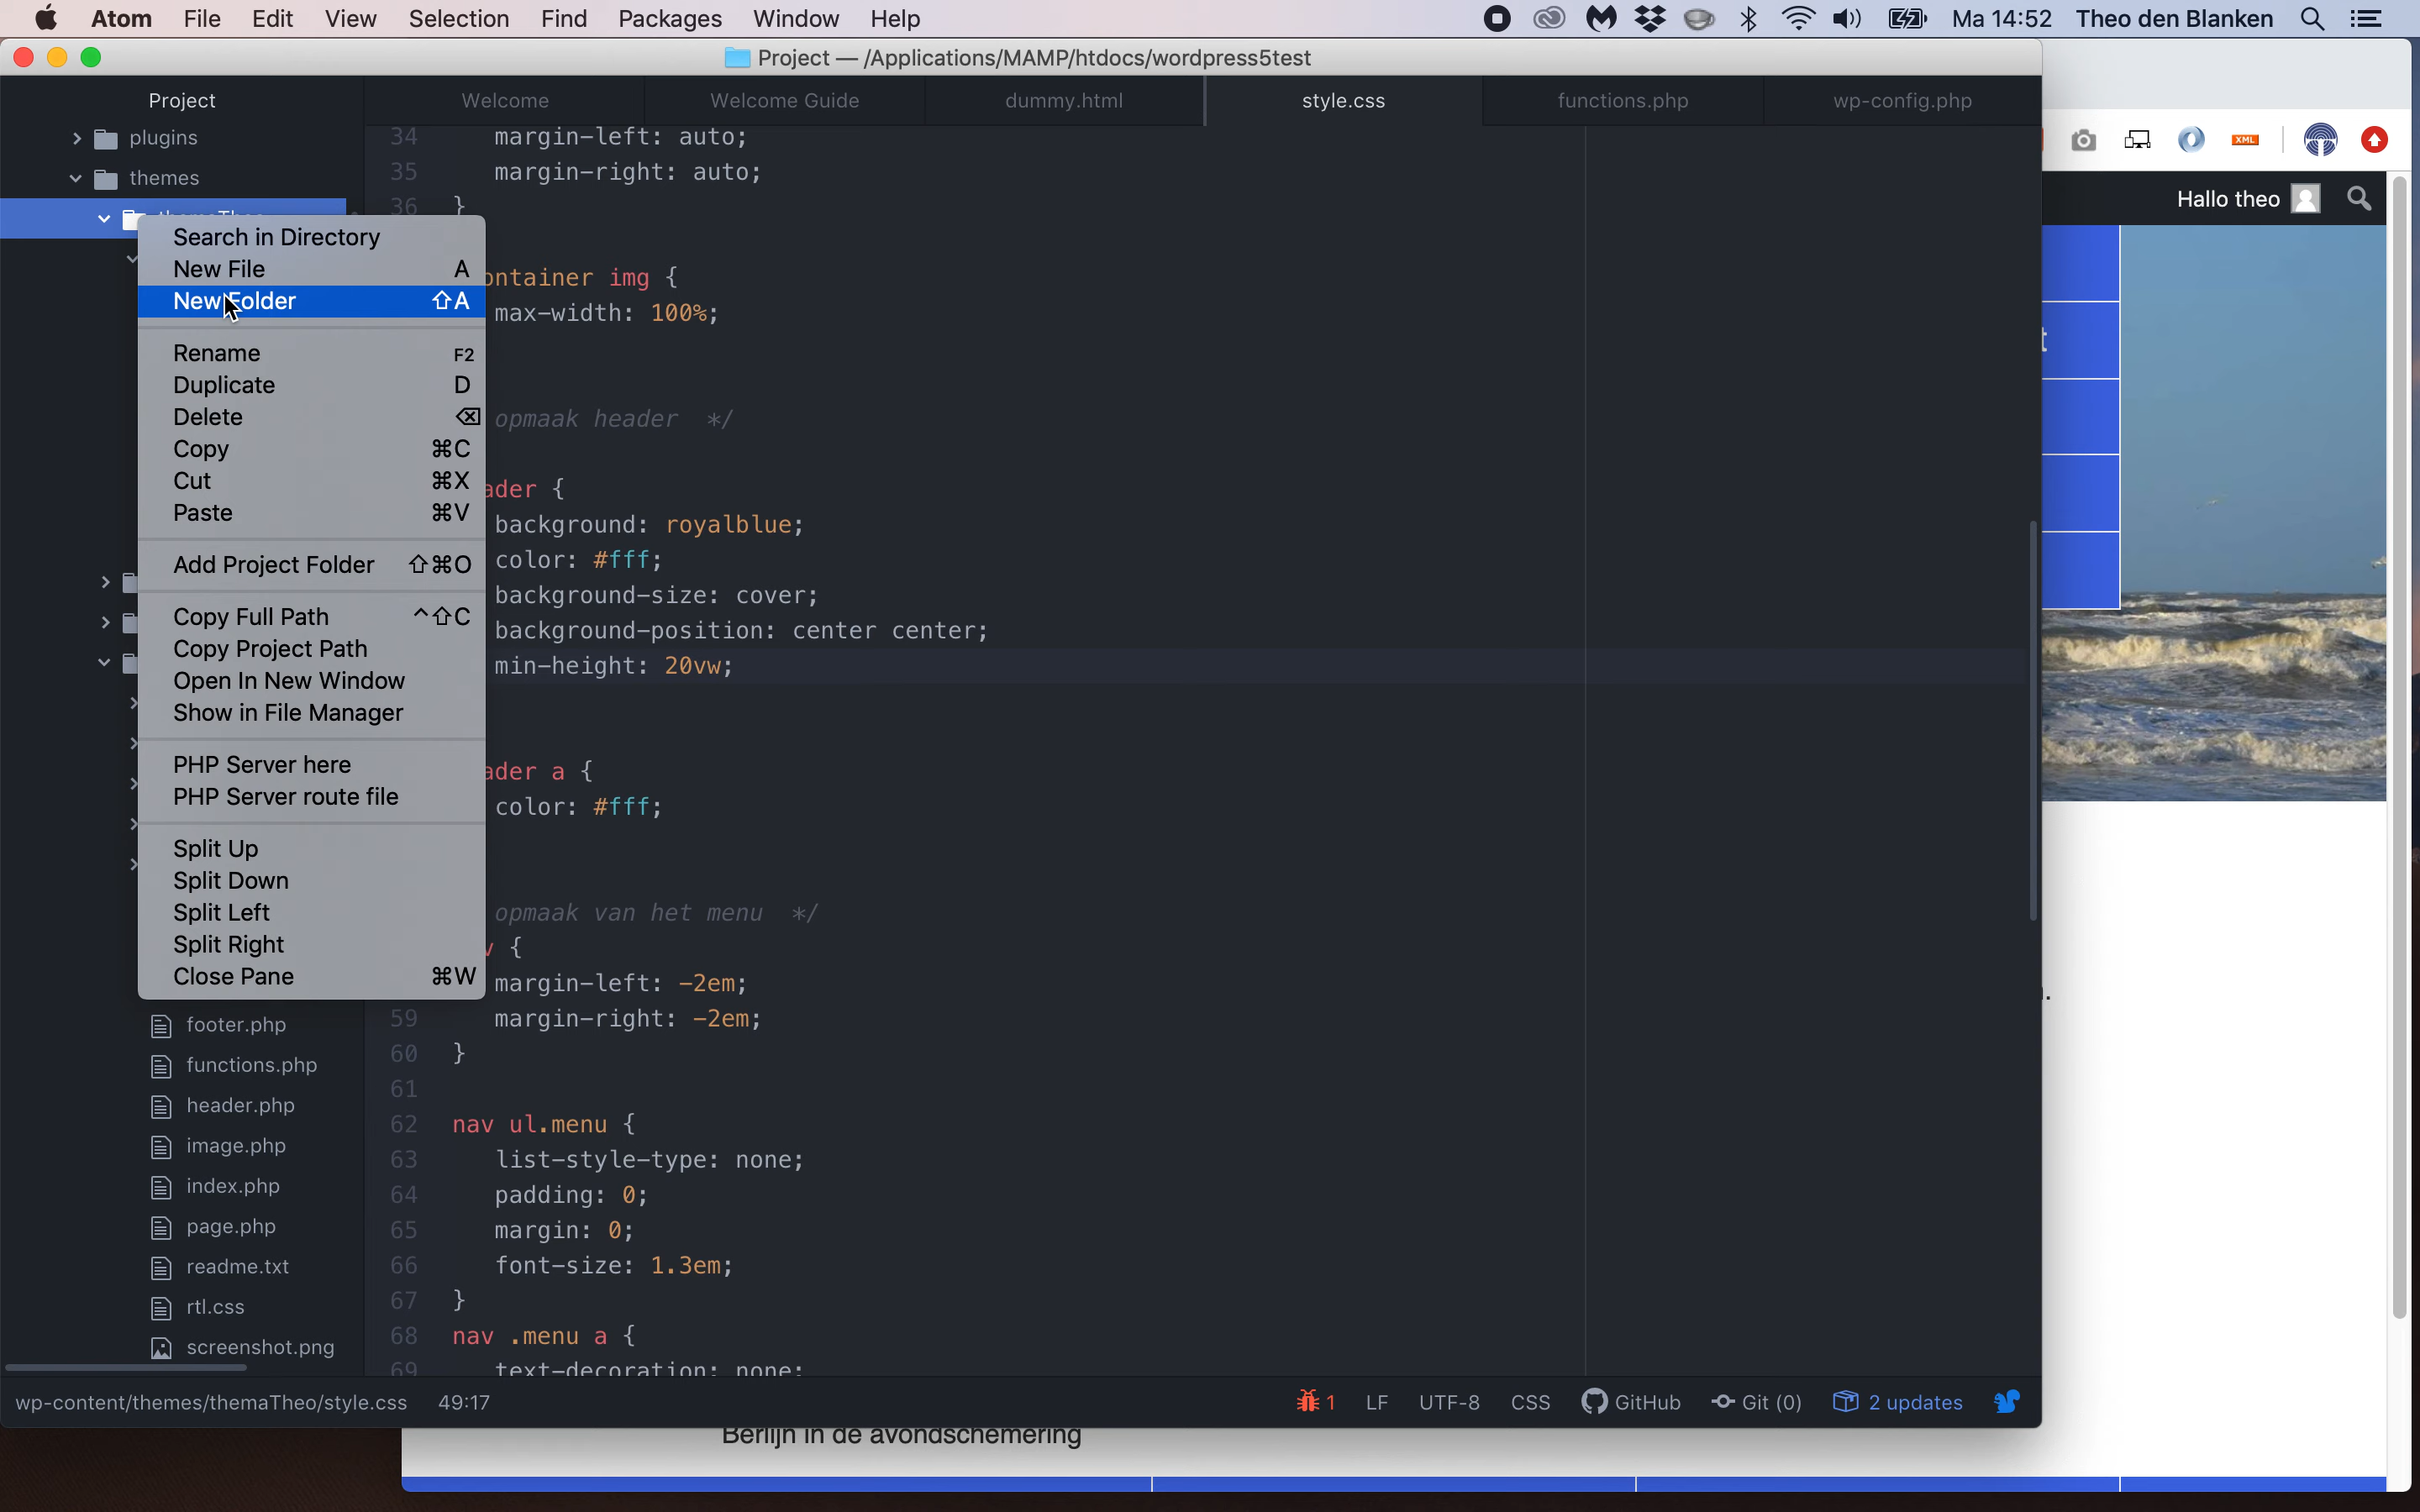 Atom File Edit View Selection Find Packages Window Help Ma 14:52 Theo den Blanken
Project — /Applications/MAMP/htdocs/wordpress5test
Project Welcome Welcome Guide dummy.html style.css functions.php wp-config.php
plugins
themes
XML
Hallo theo
Search in Directory
New File A
New Folder ⇧A
Rename F2
Duplicate D
Delete ⌫
Copy ⌘C
Cut ⌘X
Paste ⌘V
Add Project Folder ⇧⌘O
Copy Full Path ^⇧C
Copy Project Path
Open In New Window
Show in File Manager
PHP Server here
PHP Server route file
Split Up
Split Down
Split Left
Split Right
Close Pane ⌘W
footer.php
functions.php
header.php
image.php
index.php
page.php
readme.txt
rtl.css
screenshot.png
34 margin-left: auto;
35 margin-right: auto;
36 }
ontainer img {
max-width: 100%;
opmaak header */
ader {
background: royalblue;
color: #fff;
background-size: cover;
background-position: center center;
min-height: 20vw;
ader a {
color: #fff;
opmaak van het menu */
v {
margin-left: -2em;
59 margin-right: -2em;
60 }
61
62 nav ul.menu {
63 list-style-type: none;
64 padding: 0;
65 margin: 0;
66 font-size: 1.3em;
67 }
68 nav .menu a {
69 text-decoration: none;
wp-content/themes/themaTheo/style.css 49:17 1 LF UTF-8 CSS GitHub Git (0) 2 updates
Berlijn in de avondschemering